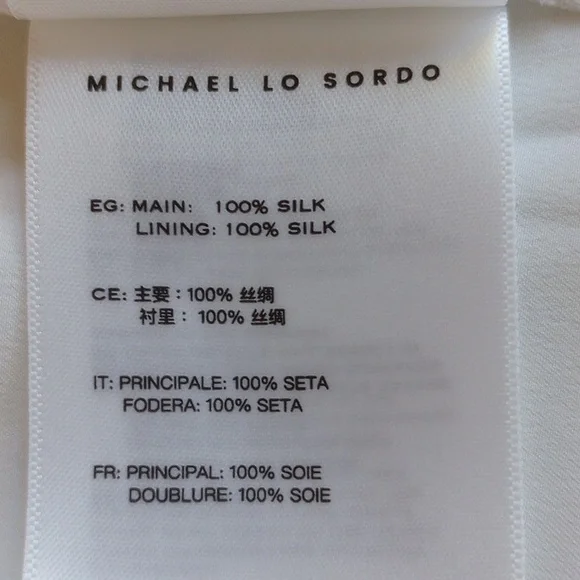 MICHAEL LO SORDO
EG: MAIN: 100% SILK
LINING: 100% SILK
CE: 主要：100% 丝绸
衬里：100% 丝绸
IT: PRINCIPALE: 100% SETA
FODERA: 100% SETA
FR: PRINCIPAL: 100% SOIE
DOUBLURE: 100% SOIE